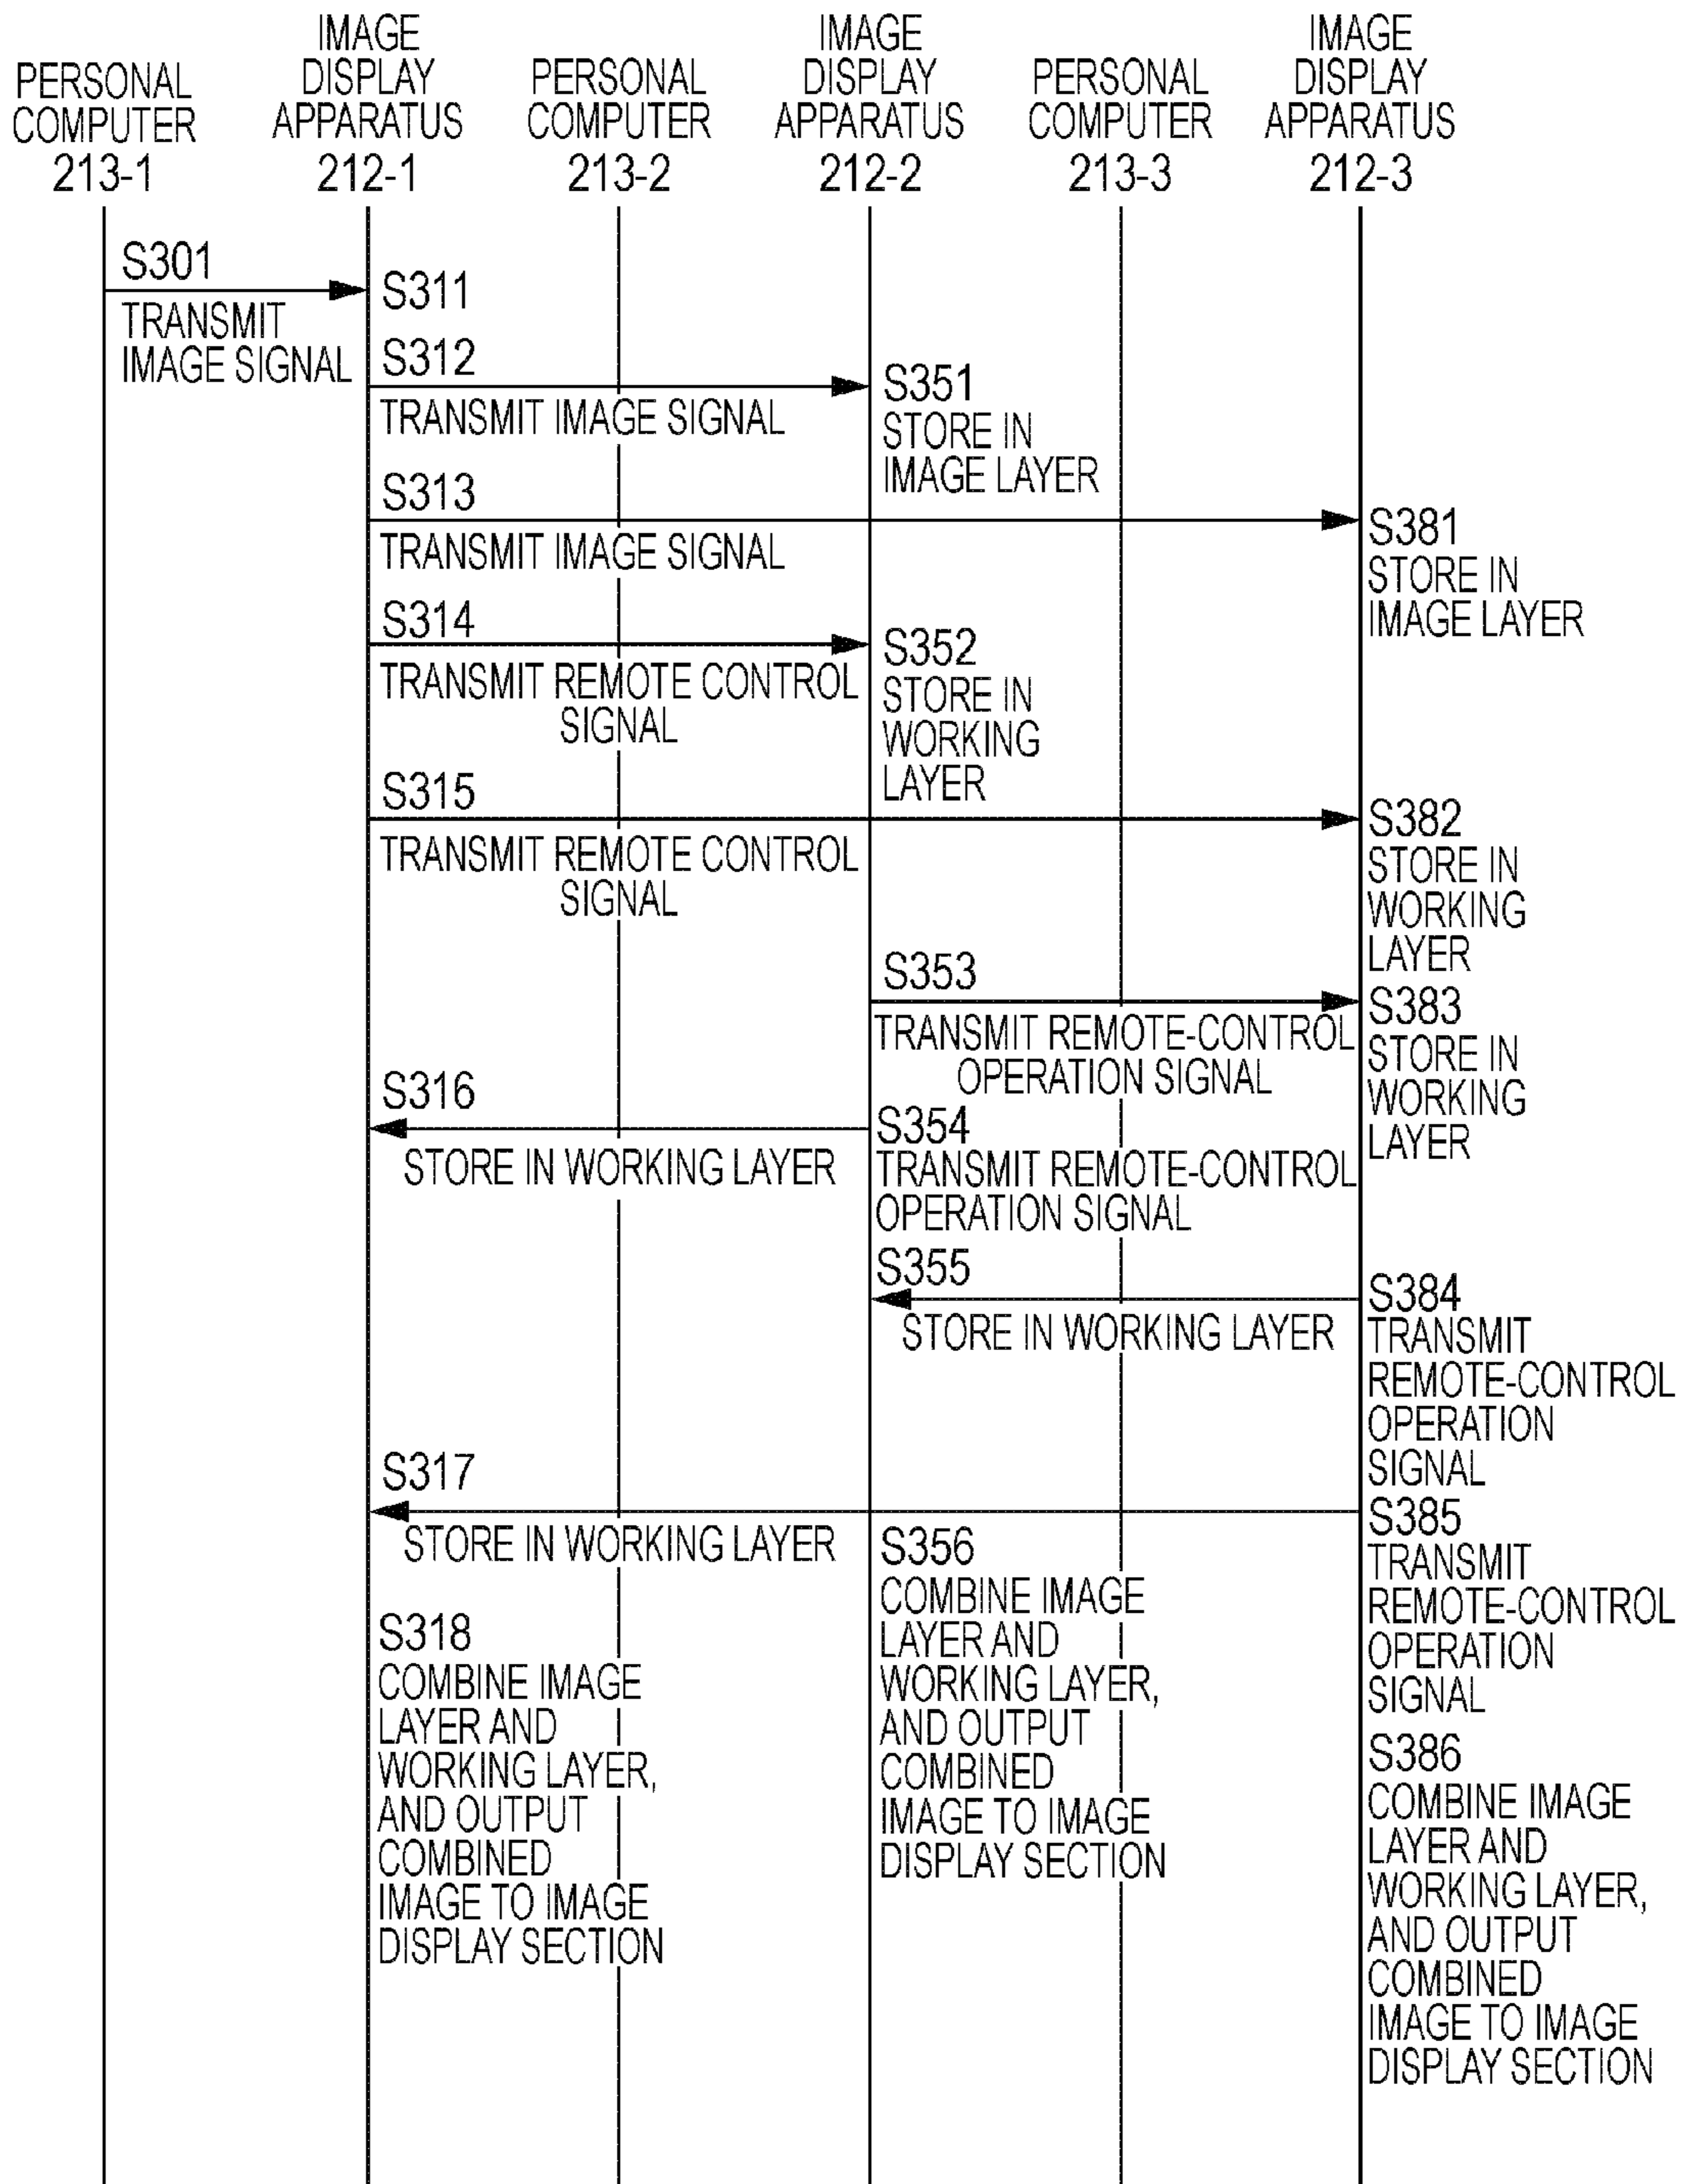 PERSONAL
COMPUTER
213-1
IMAGE
DISPLAY
APPARATUS
212-1
PERSONAL
COMPUTER
213-2
IMAGE
DISPLAY
APPARATUS
212-2
PERSONAL
COMPUTER
213-3
IMAGE
DISPLAY
APPARATUS
212-3
S301
TRANSMIT
IMAGE SIGNAL
S311
S312
TRANSMIT IMAGE SIGNAL
S351
STORE IN
IMAGE LAYER
S313
TRANSMIT IMAGE SIGNAL
S381
STORE IN
IMAGE LAYER
S314
TRANSMIT REMOTE CONTROL
SIGNAL
S352
STORE IN
WORKING
LAYER
S315
TRANSMIT REMOTE CONTROL
SIGNAL
S382
STORE IN
WORKING
LAYER
S353
TRANSMIT REMOTE-CONTROL
OPERATION SIGNAL
S383
STORE IN
WORKING
LAYER
S316
STORE IN WORKING LAYER
S354
TRANSMIT REMOTE-CONTROL
OPERATION SIGNAL
S355
STORE IN WORKING LAYER
S384
TRANSMIT
REMOTE-CONTROL
OPERATION
SIGNAL
S317
STORE IN WORKING LAYER
S385
TRANSMIT
REMOTE-CONTROL
OPERATION
SIGNAL
S356
COMBINE IMAGE
LAYER AND
WORKING LAYER,
AND OUTPUT
COMBINED
IMAGE TO IMAGE
DISPLAY SECTION
S318
COMBINE IMAGE
LAYER AND
WORKING LAYER,
AND OUTPUT
COMBINED
IMAGE TO IMAGE
DISPLAY SECTION
S386
COMBINE IMAGE
LAYER AND
WORKING LAYER,
AND OUTPUT
COMBINED
IMAGE TO IMAGE
DISPLAY SECTION